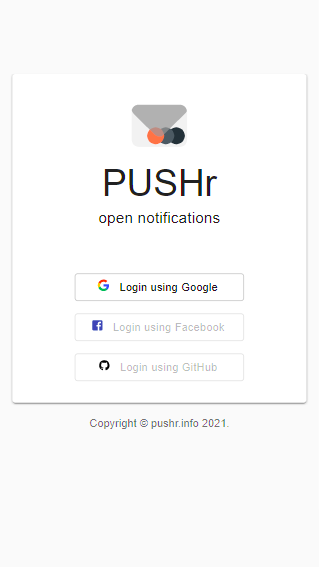 PUSHr
open notifications
Login using Google
Login using Facebook
Login using GitHub
Copyright © pushr.info 2021.